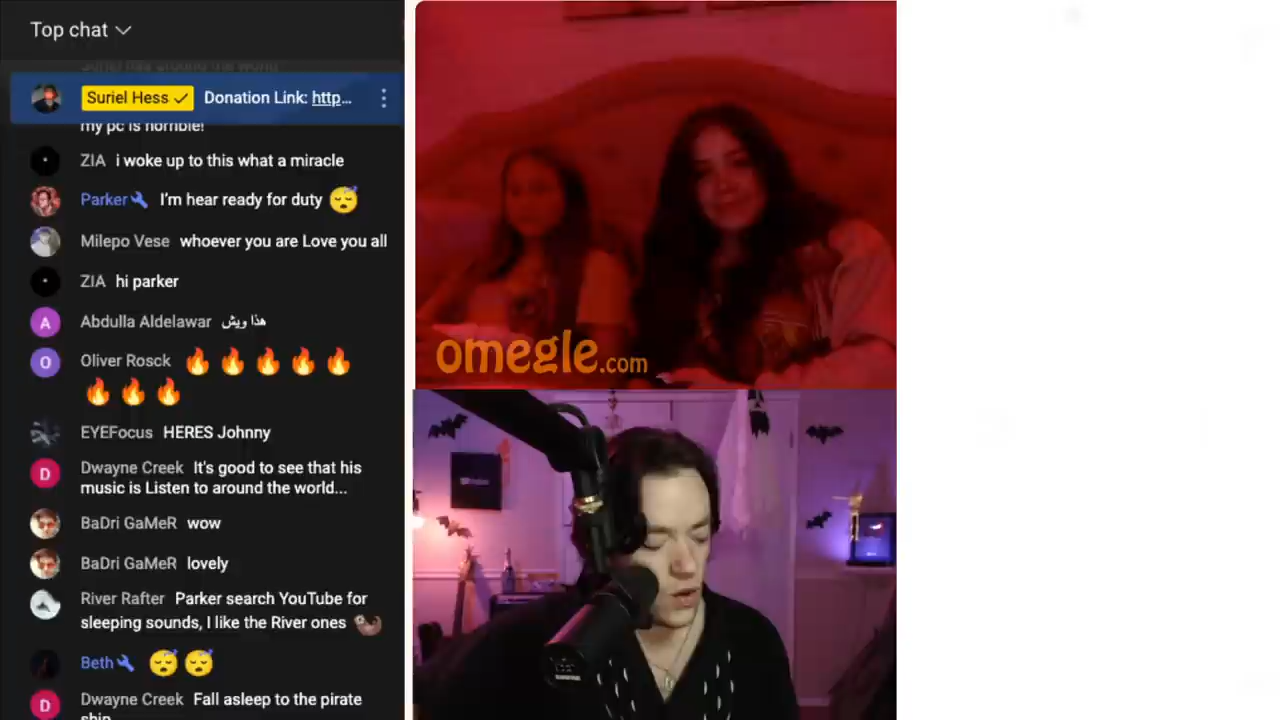 Top chat
Suriel Hess Donation Link: http...
my pc is horrible!
ZIA i woke up to this what a miracle
Parker I'm hear ready for duty 😴
Milepo Vese whoever you are Love you all
ZIA hi parker
Abdulla Aldelawar هذا ويش
Oliver Rosck 🔥🔥🔥🔥🔥
🔥🔥🔥
EYEFocus HERES Johnny
Dwayne Creek It's good to see that his
music is Listen to around the world...
BaDri GaMeR wow
BaDri GaMeR lovely
River Rafter Parker search YouTube for
sleeping sounds, I like the River ones 🦦
Beth 😴😴
Dwayne Creek Fall asleep to the pirate
ship
A
O
D
D
omegle.com